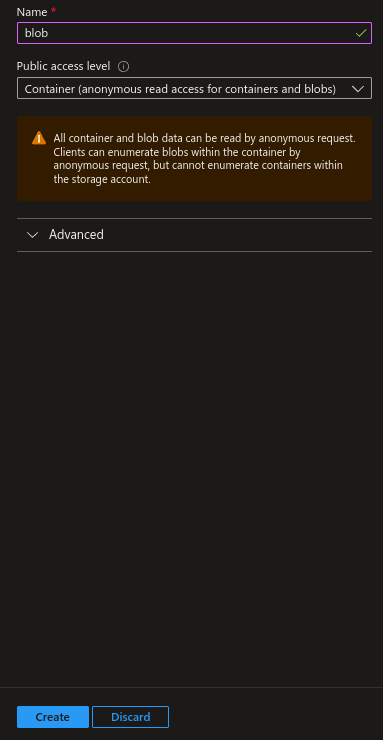 Name *
blob
Public access level
Container (anonymous read access for containers and blobs)
All container and blob data can be read by anonymous request.
Clients can enumerate blobs within the container by
anonymous request, but cannot enumerate containers within
the storage account.
Advanced
Create
Discard